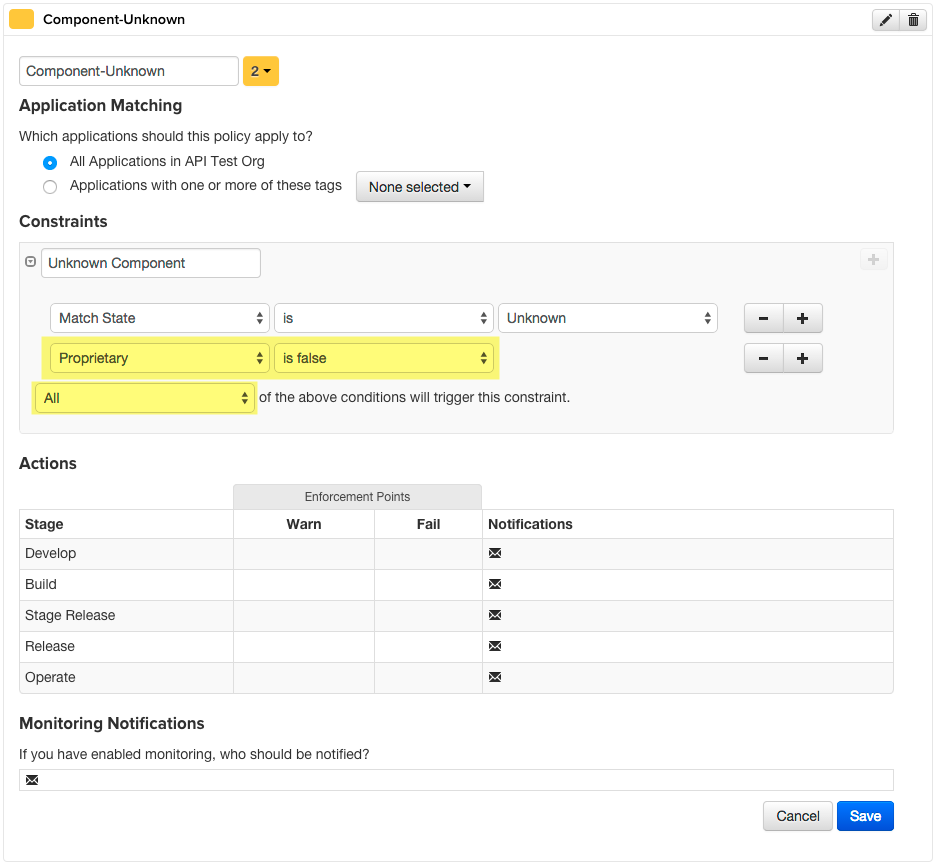 Component-Unknown
Component-Unknown 2
Application Matching
Which applications should this policy apply to?
All Applications in API Test Org
Applications with one or more of these tags None selected
Constraints
Unknown Component
Match State is Unknown
Proprietary is false
All of the above conditions will trigger this constraint.
Actions
Enforcement Points
Stage Warn Fail Notifications
Develop
Build
Stage Release
Release
Operate
Monitoring Notifications
If you have enabled monitoring, who should be notified?
Cancel Save